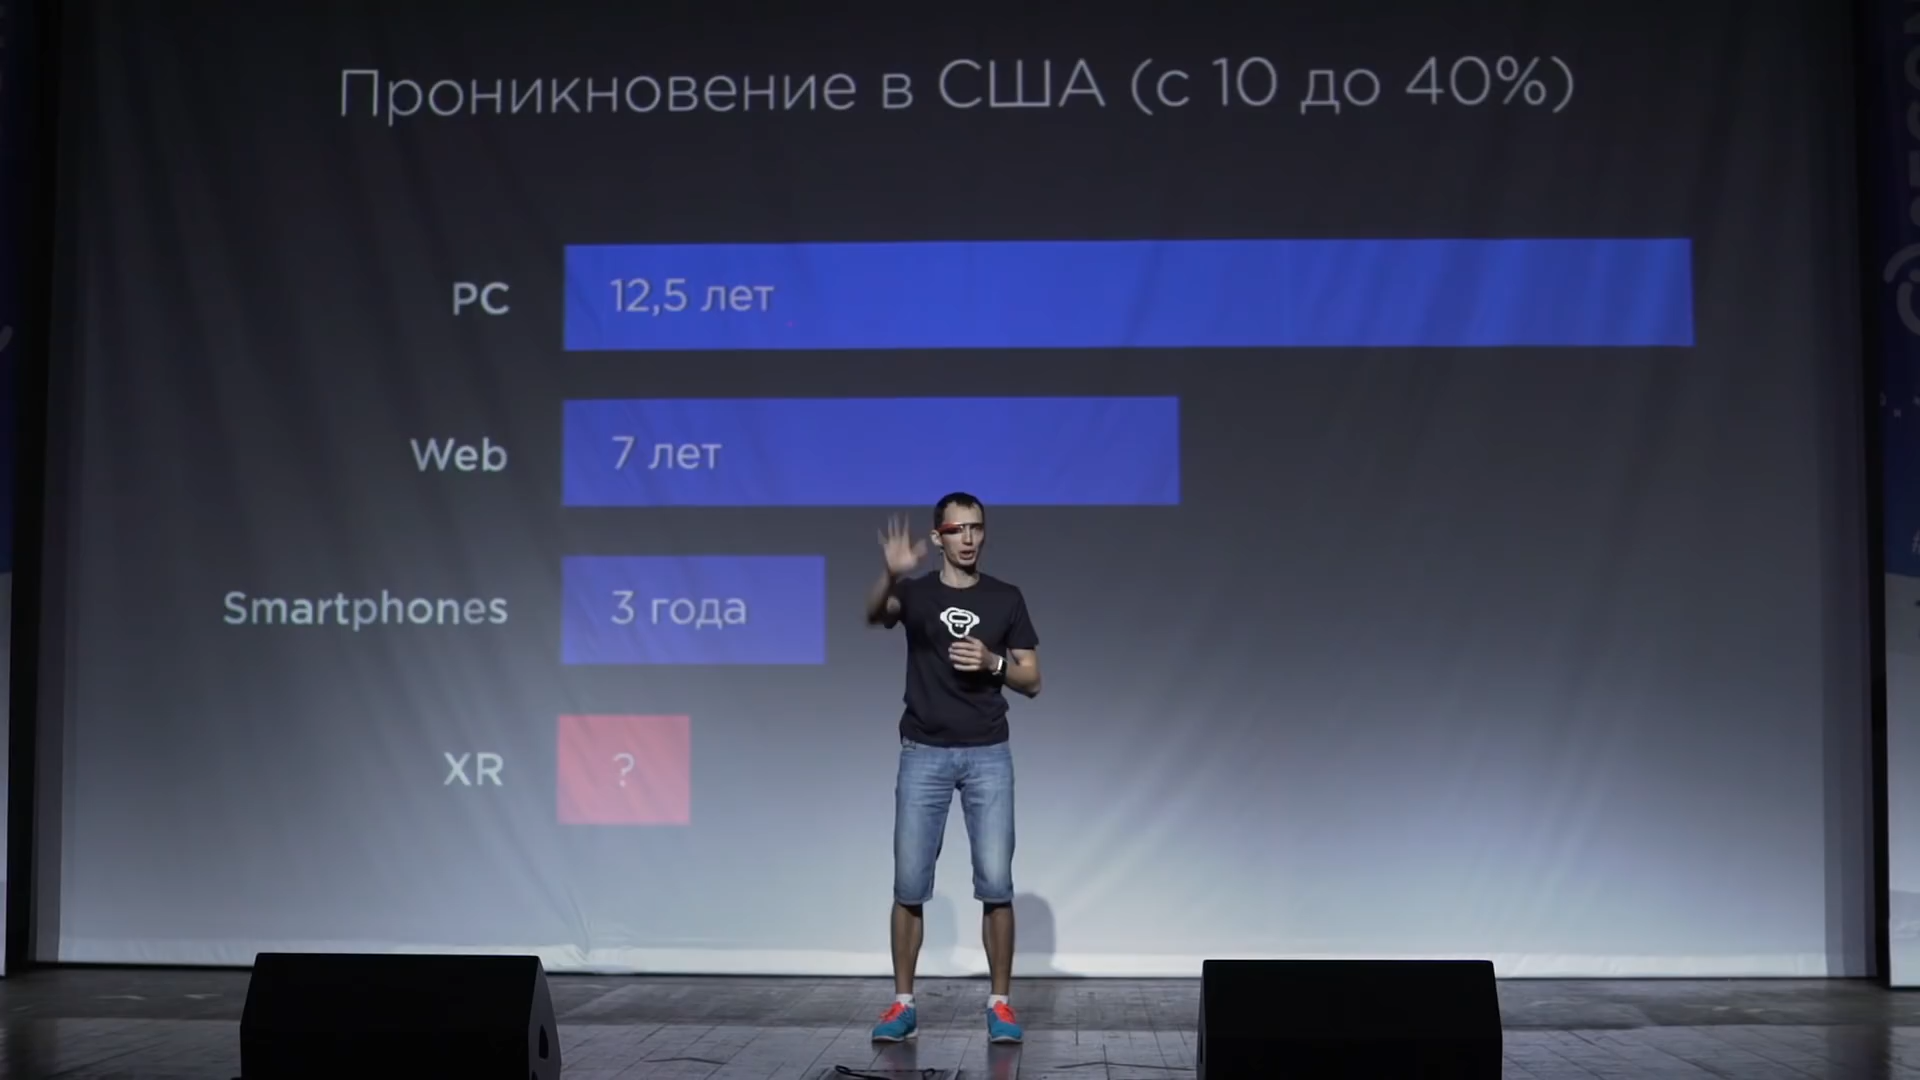 Проникновение в США (с 10 до 40%)
PC
12,5 лет
Web
7 лет
Smartphones
3 года
XR
?